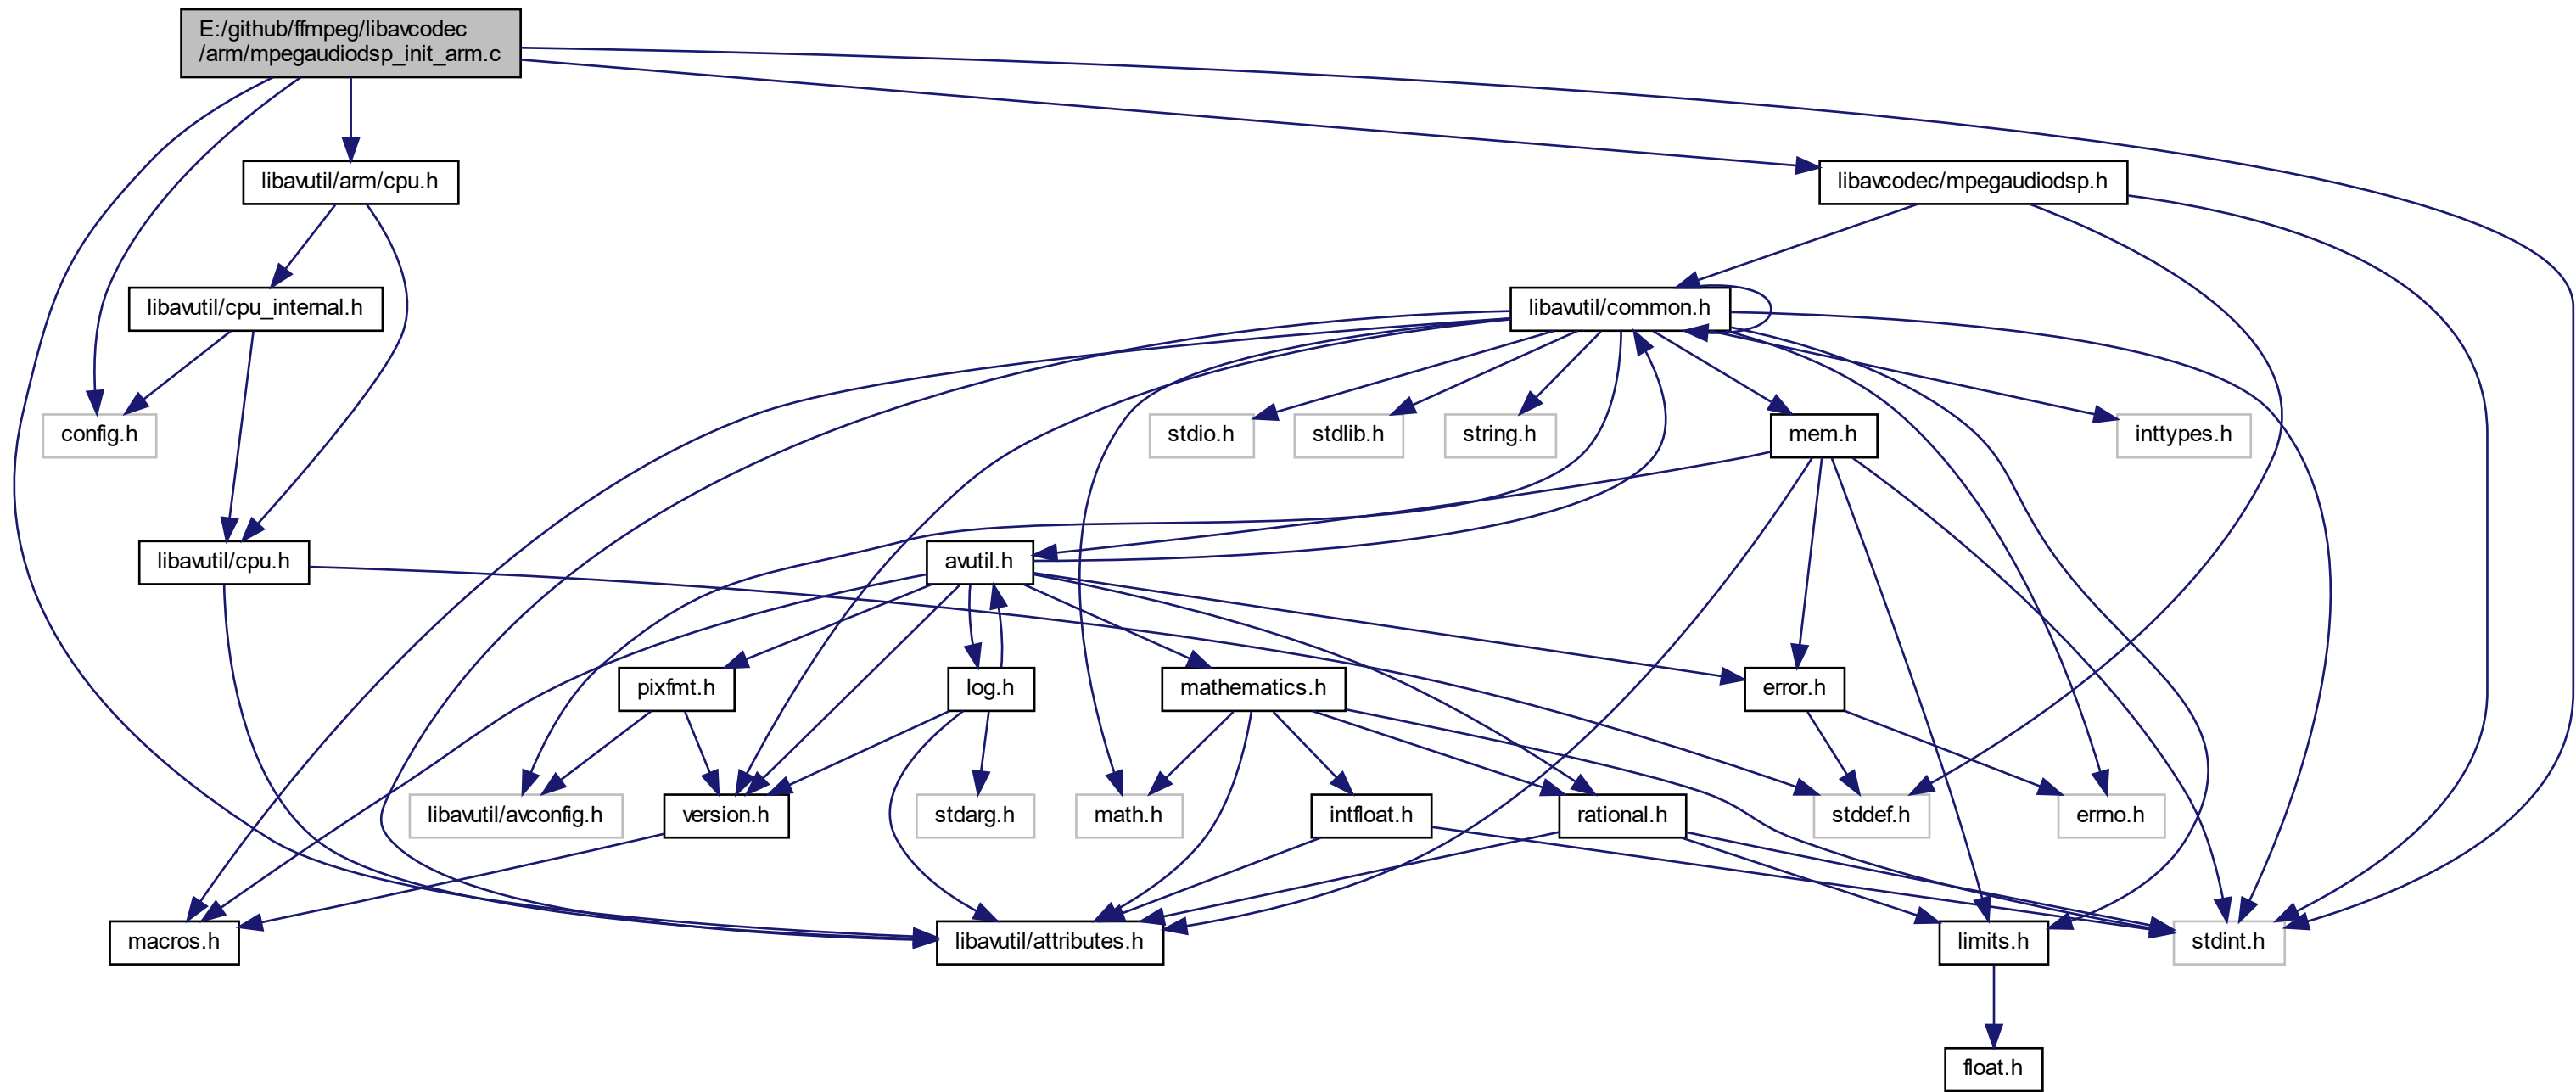 E:/github/ffmpeg/libavcodec
/arm/mpegaudiodsp_init_arm.c
libavutil/arm/cpu.h
libavcodec/mpegaudiodsp.h
libavutil/cpu_internal.h
libavutil/common.h
config.h
stdio.h
stdlib.h
string.h
mem.h
inttypes.h
libavutil/cpu.h
avutil.h
pixfmt.h
log.h
mathematics.h
error.h
libavutil/avconfig.h
version.h
stdarg.h
math.h
intfloat.h
rational.h
stddef.h
errno.h
macros.h
libavutil/attributes.h
limits.h
stdint.h
float.h